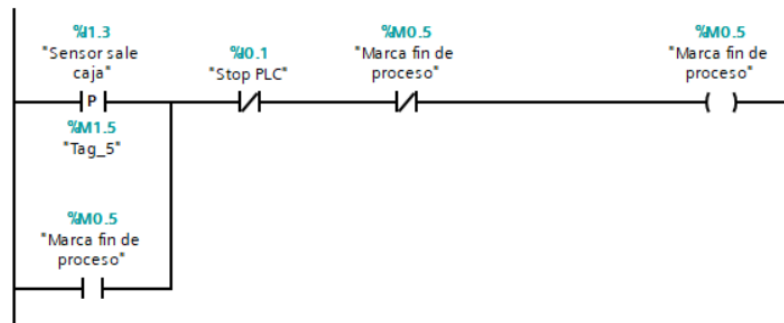 %I1.3
"Sensor sale
caja"
P
%M1.5
"Tag_5"
%I0.1
"Stop PLC"
%M0.5
"Marca fin de
proceso"
%M0.5
"Marca fin de
proceso"
%M0.5
"Marca fin de
proceso"